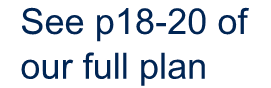 See p18-20 of
our full plan